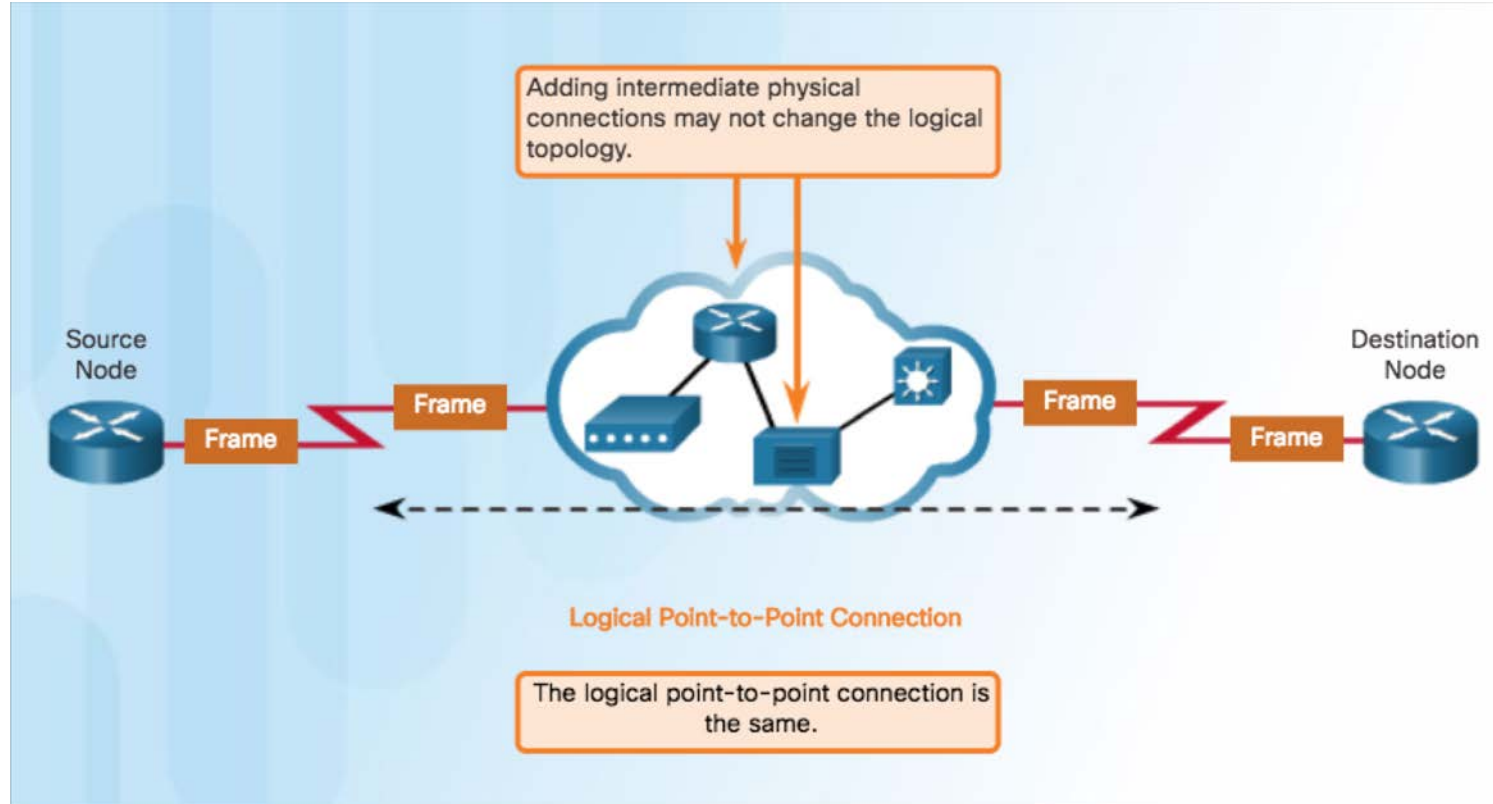 Adding intermediate physical
connections may not change the logical
topology.
Source
Node
Destination
Node
Frame
Frame
Frame
Frame
Logical Point-to-Point Connection
The logical point-to-point connection is
the same.